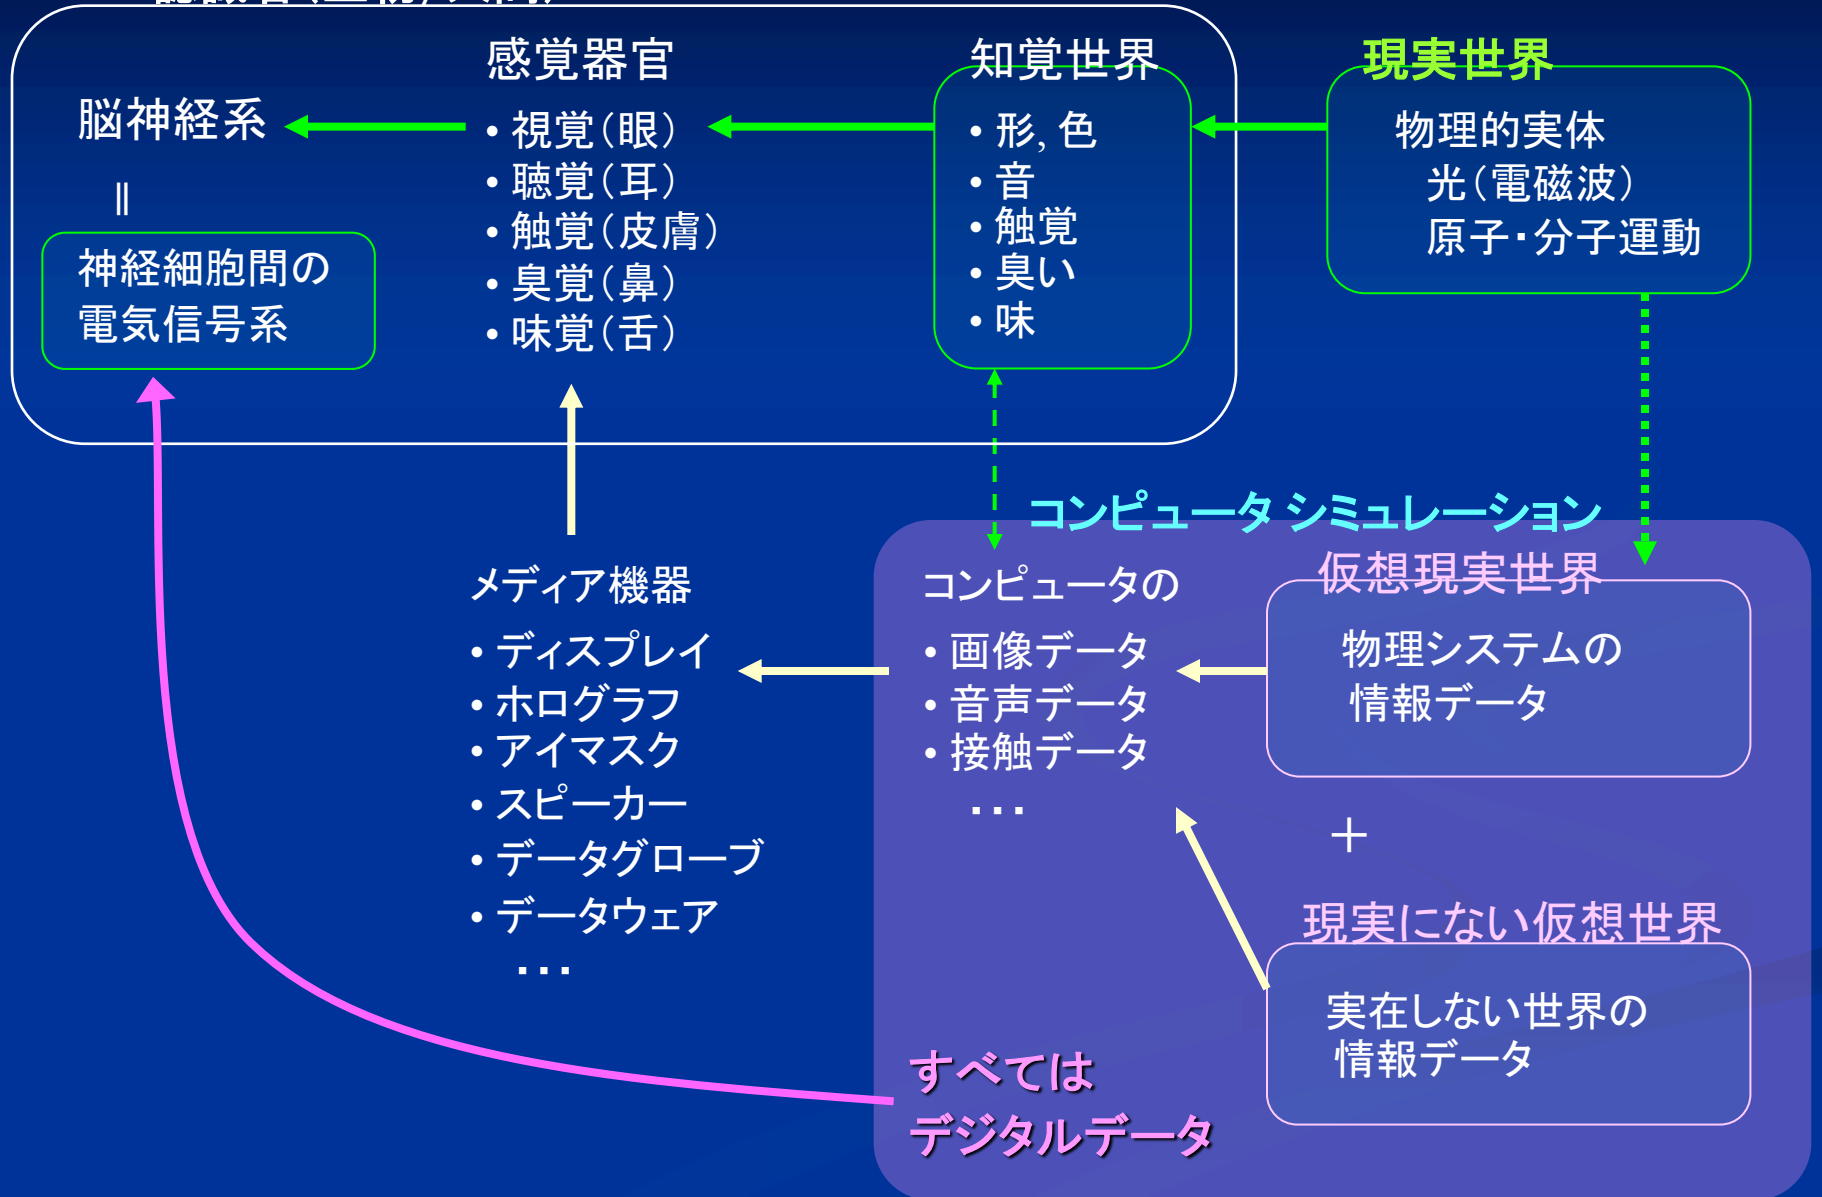 感覚器官
知覚世界
現実世界
脳神経系
||
神経細胞間の
電気信号系
• 視覚（眼）
• 聴覚（耳）
• 触覚（皮膚）
• 臭覚（鼻）
• 味覚（舌）
• 形, 色
• 音
• 触覚
• 臭い
• 味
物理的実体
光（電磁波）
原子・分子運動
コンピュータ シミュレーション
メディア機器
• ディスプレイ
• ホログラフ
• アイマスク
• スピーカー
• データグローブ
• データウェア
・・・
コンピュータの
• 画像データ
• 音声データ
• 接触データ
・・・
仮想現実世界
物理システムの
情報データ
＋
現実にない仮想世界
実在しない世界の
情報データ
すべては
デジタルデータ